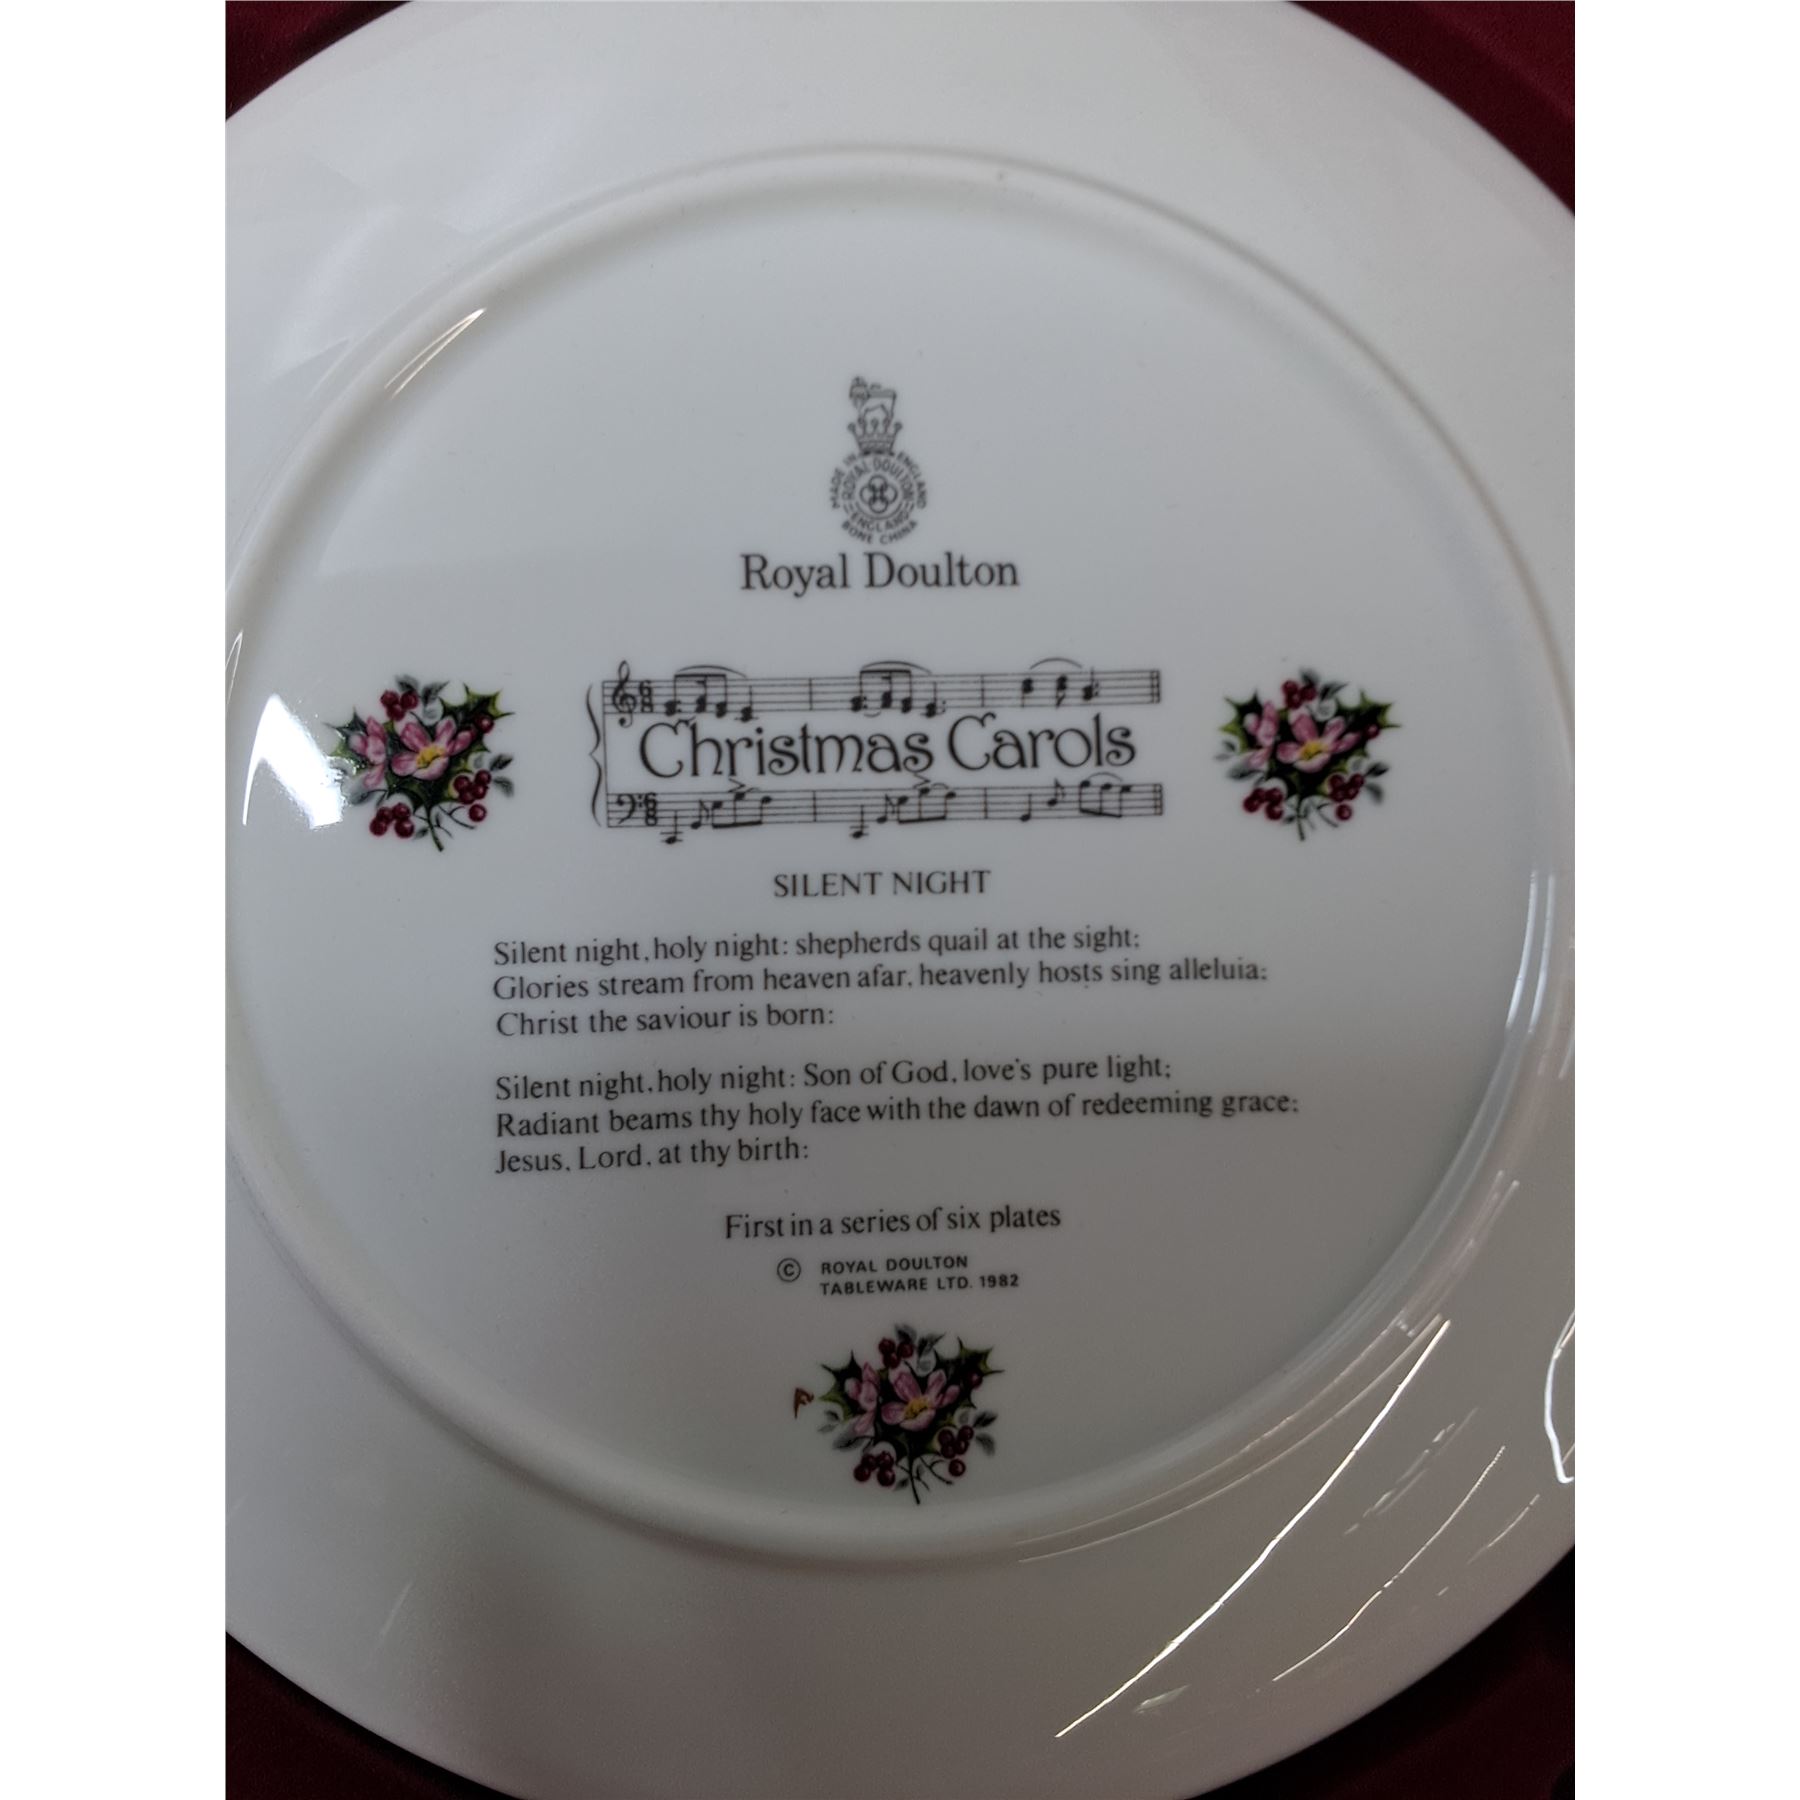 MADE IN ENGLAND
ROYAL DOULTON
ENGLAND
BONE CHINA
Royal Doulton
Christmas Carols
SILENT NIGHT
Silent night, holy night: shepherds quail at the sight;
Glories stream from heaven afar, heavenly hosts sing alleluia:
Christ the saviour is born:
Silent night, holy night: Son of God, love's pure light;
Radiant beams thy holy face with the dawn of redeeming grace:
Jesus, Lord, at thy birth:
First in a series of six plates
© ROYAL DOULTON
TABLEWARE LTD. 1982